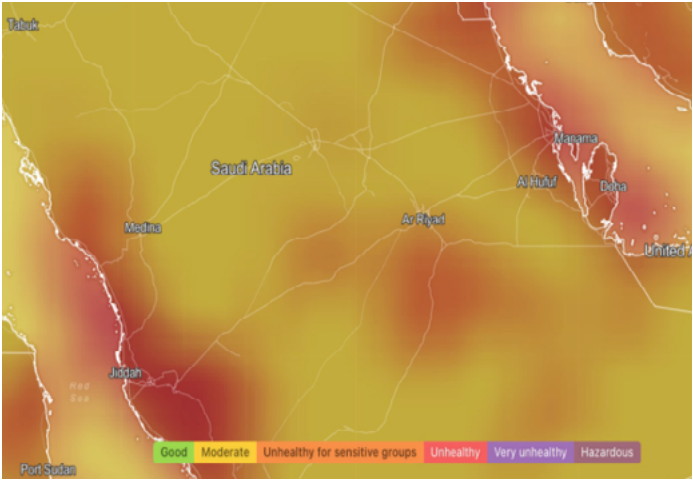 Tabuk
Manama
Saudi Arabia
Al Hufuf
Doha
Medina
Ar Riyad
United A
Jiddah
Red
Sea
Good
Moderate
Unhealthy for sensitive groups
Unhealthy
Very unhealthy
Hazardous
Port Sudan